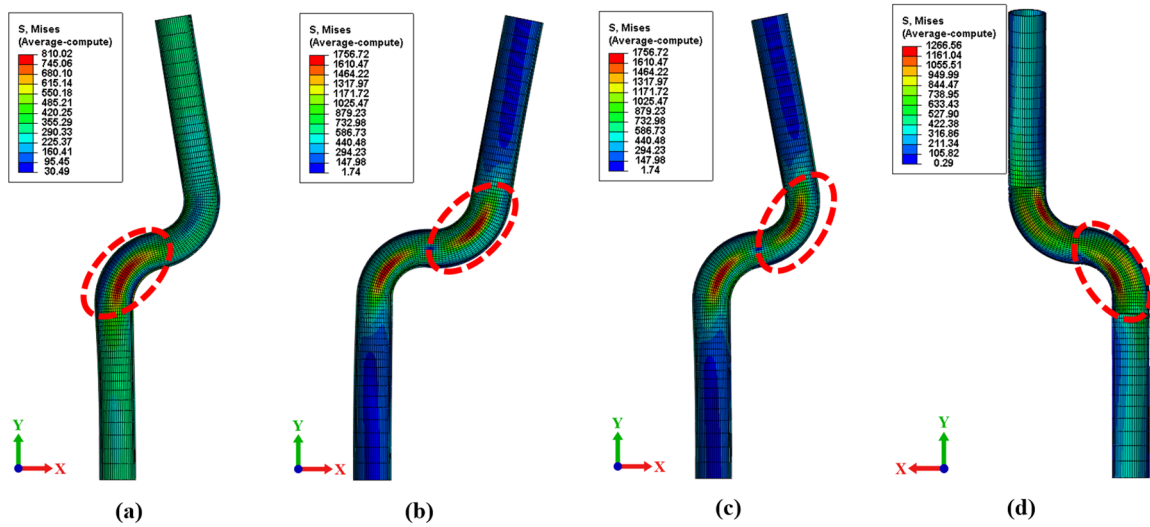 S, Mises
(Average-compute)
810.02
745.06
680.10
615.14
550.18
485.21
420.25
355.29
290.33
225.37
160.41
95.45
30.49
Y
X
(a)
S, Mises
(Average-compute)
1756.72
1610.47
1464.22
1317.97
1171.72
1025.47
879.23
732.98
586.73
440.48
294.23
147.98
1.74
Y
X
(b)
S, Mises
(Average-compute)
1756.72
1610.47
1464.22
1317.97
1171.72
1025.47
879.23
732.98
586.73
440.48
294.23
147.98
1.74
Y
X
(c)
S, Mises
(Average-compute)
1266.56
1161.04
1055.51
949.99
844.47
738.95
633.43
527.90
422.38
316.86
211.34
105.82
0.29
Y
X
(d)